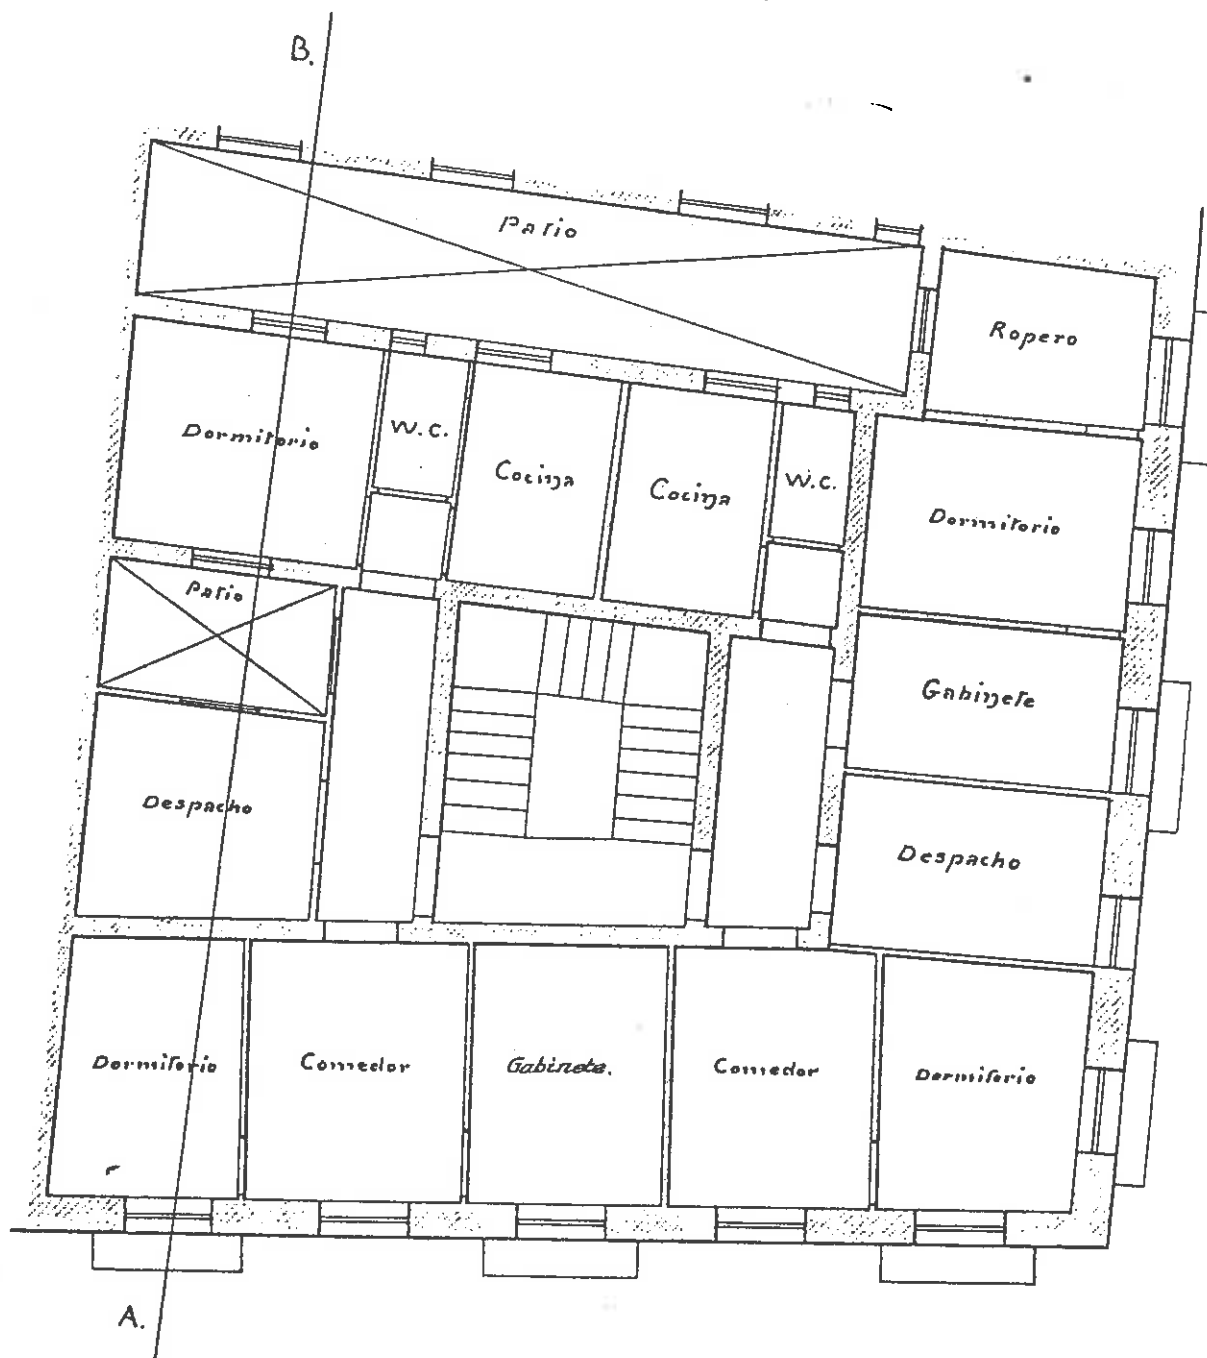 B.
Patio
Ropero
Dormitorio
W.C.
Cocina
Cocina
W.C.
Dormitorio
Patio
Gabinete
Despacho
Despacho
Dormitorio
Comedor
Gabinete.
Comedor
Dormitorio
A.